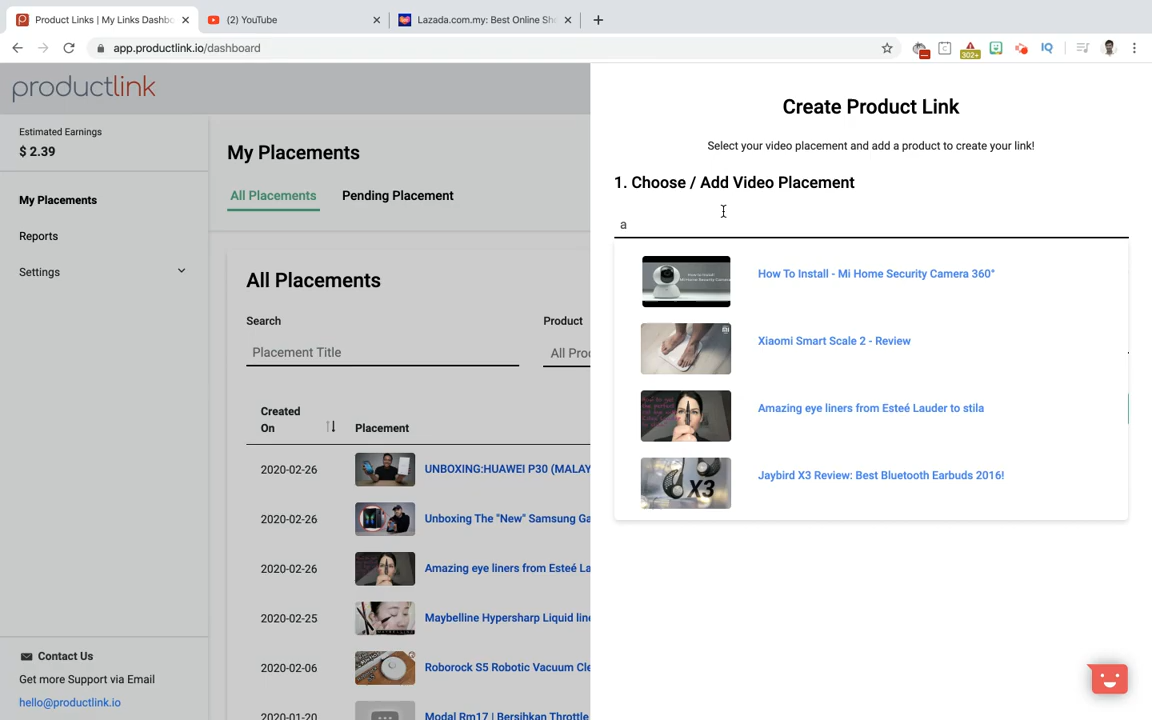 Product Links | My Links Dashbo
(2) YouTube
Lazada.com.my: Best Online Sho
app.productlink.io/dashboard
302+
IQ
productlink
Estimated Earnings
$ 2.39
My Placements
Reports
Settings
Contact Us
Get more Support via Email
hello@productlink.io
My Placements
All Placements
Pending Placement
All Placements
Search
Product
Placement Title
All Proc
Created
On
Placement
2020-02-26
UNBOXING:HUAWEI P30 (MALAY
2020-02-26
Unboxing The "New" Samsung Ga
2020-02-26
Amazing eye liners from Esteé La
2020-02-25
Maybelline Hypersharp Liquid line
2020-02-06
Roborock S5 Robotic Vacuum Cle
2020-01-20
Modal Rm17 | Bersihkan Throttle
Create Product Link
Select your video placement and add a product to create your link!
1. Choose / Add Video Placement
a
How To Install - Mi Home Security Camera 360°
Xiaomi Smart Scale 2 - Review
Amazing eye liners from Esteé Lauder to stila
X3
Jaybird X3 Review: Best Bluetooth Earbuds 2016!